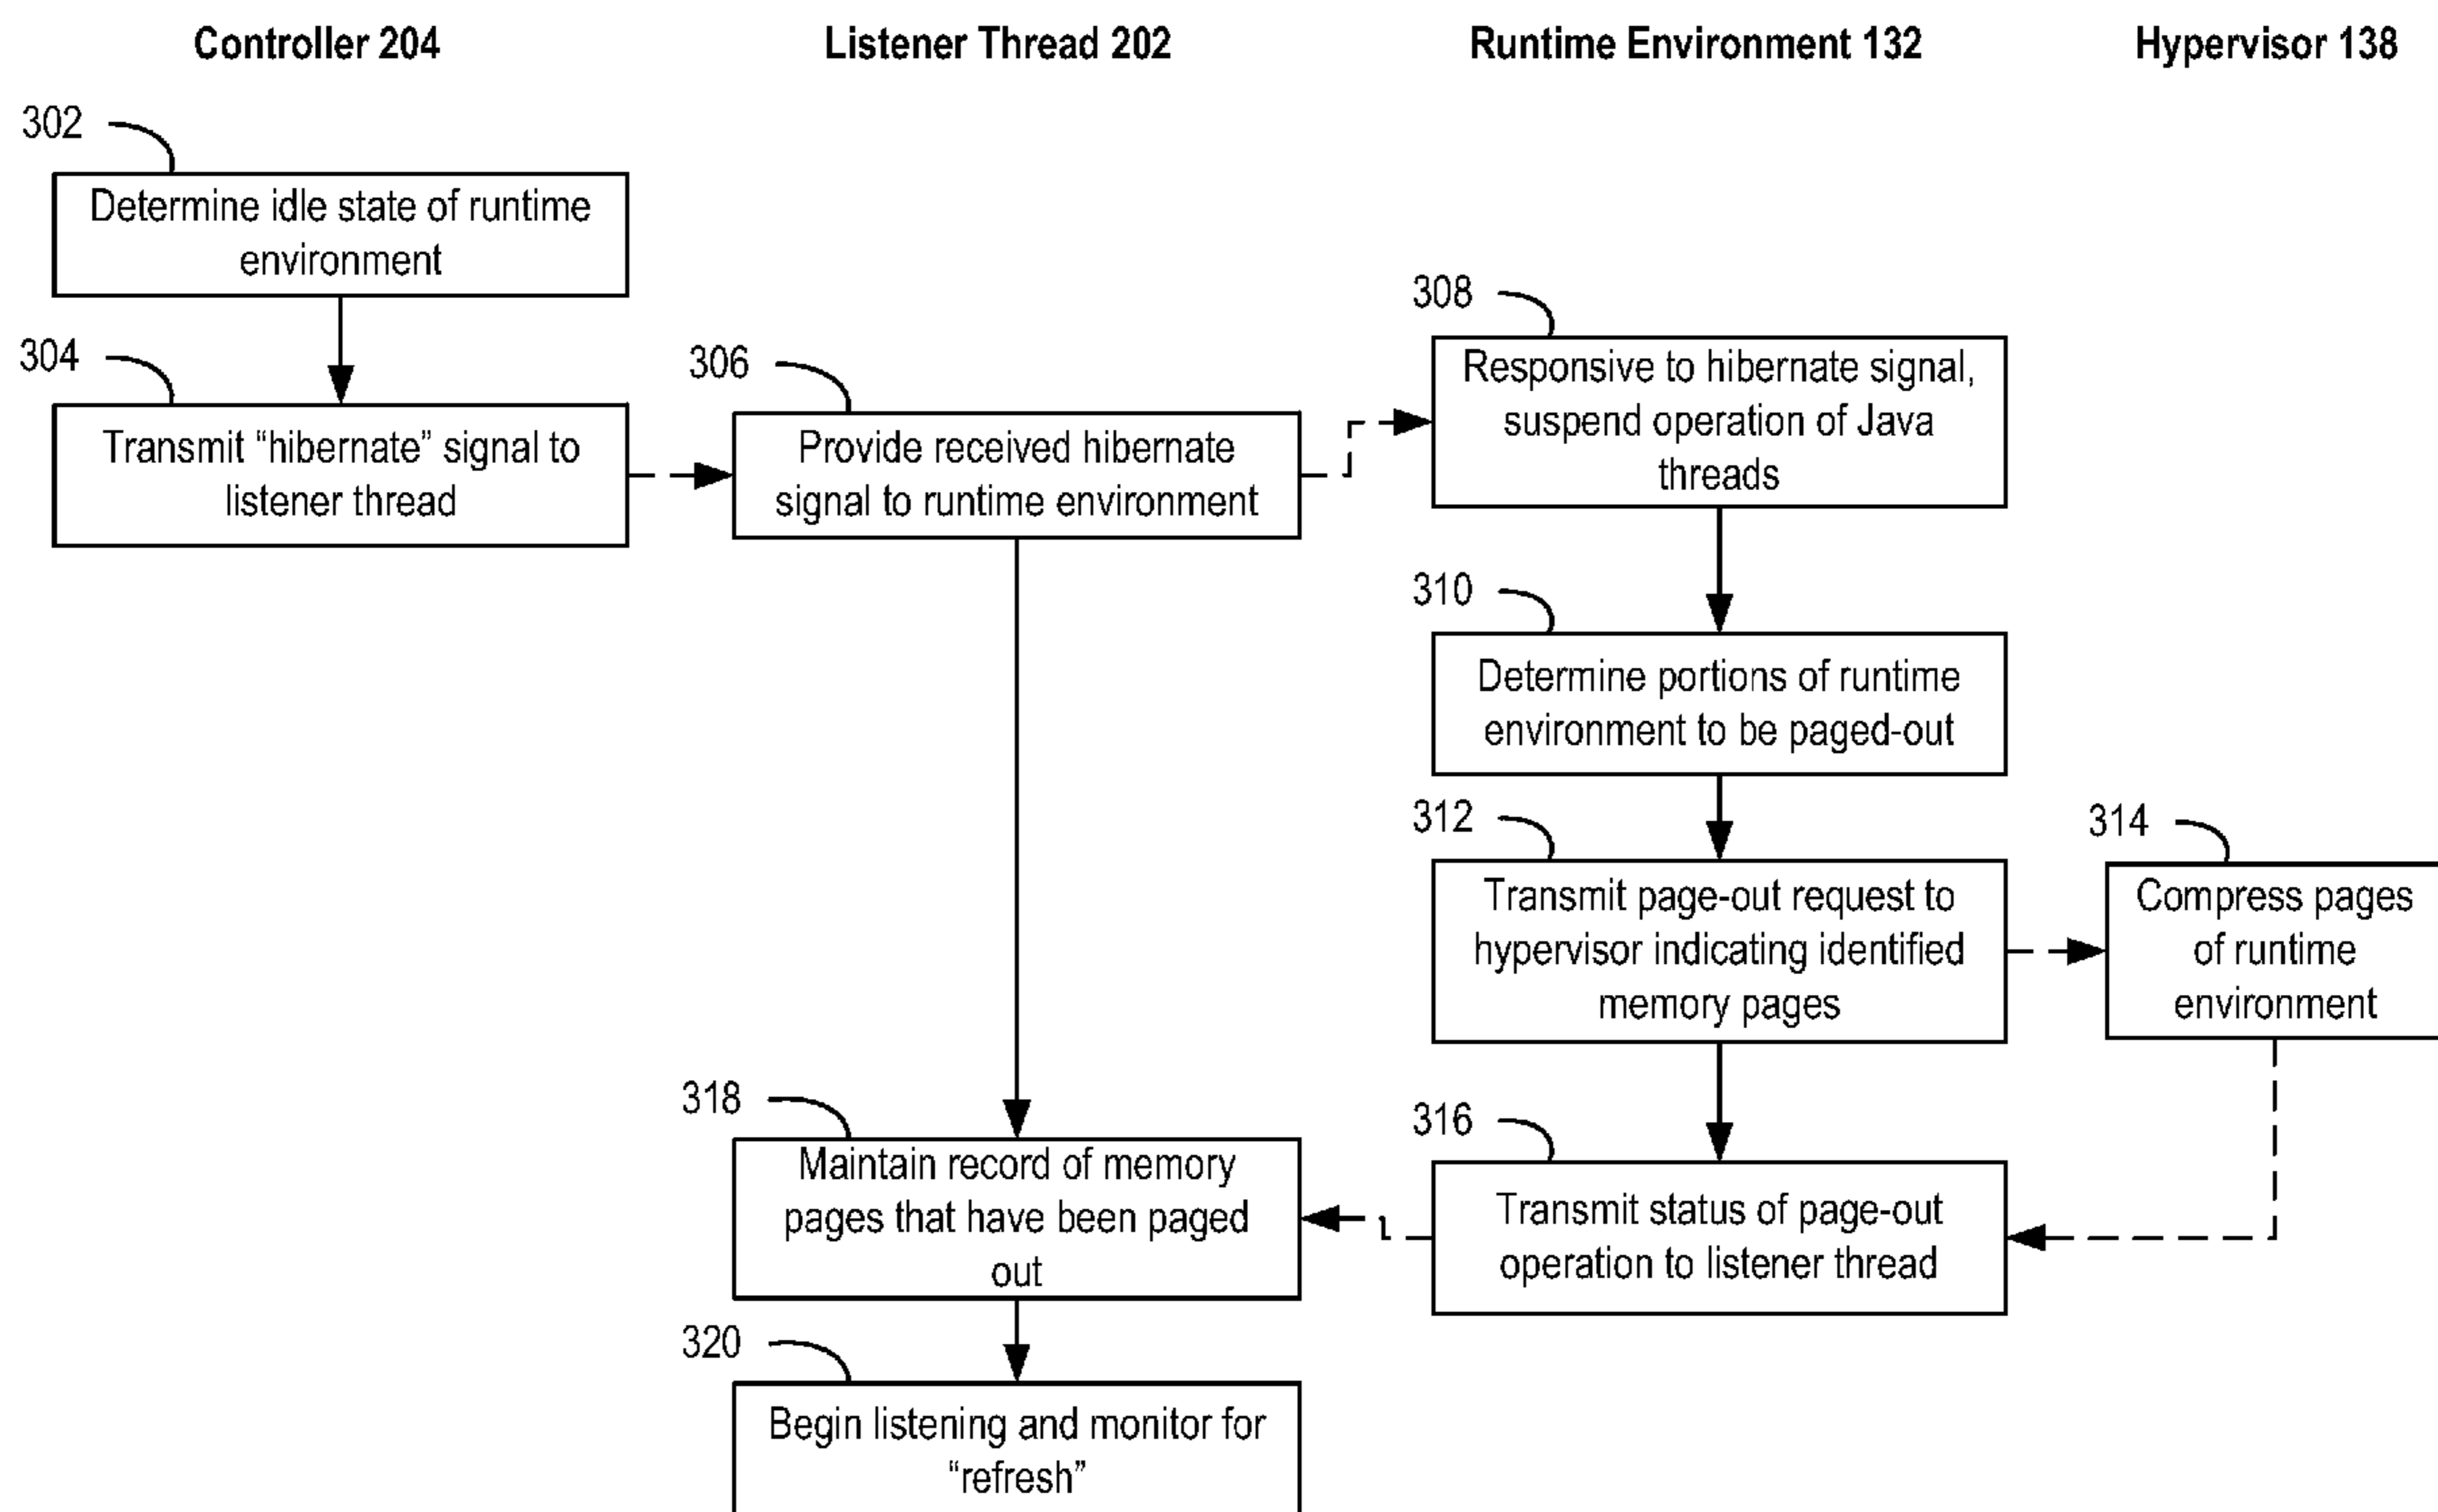 Controller 204
Listener Thread 202
Runtime Environment 132
Hypervisor 138
302
Determine idle state of runtime
environment
304
Transmit “hibernate” signal to
listener thread
306
Provide received hibernate
signal to runtime environment
308
Responsive to hibernate signal,
suspend operation of Java
threads
310
Determine portions of runtime
environment to be paged-out
312
Transmit page-out request to
hypervisor indicating identified
memory pages
314
Compress pages
of runtime
environment
316
Transmit status of page-out
operation to listener thread
318
Maintain record of memory
pages that have been paged
out
320
Begin listening and monitor for
“refresh”